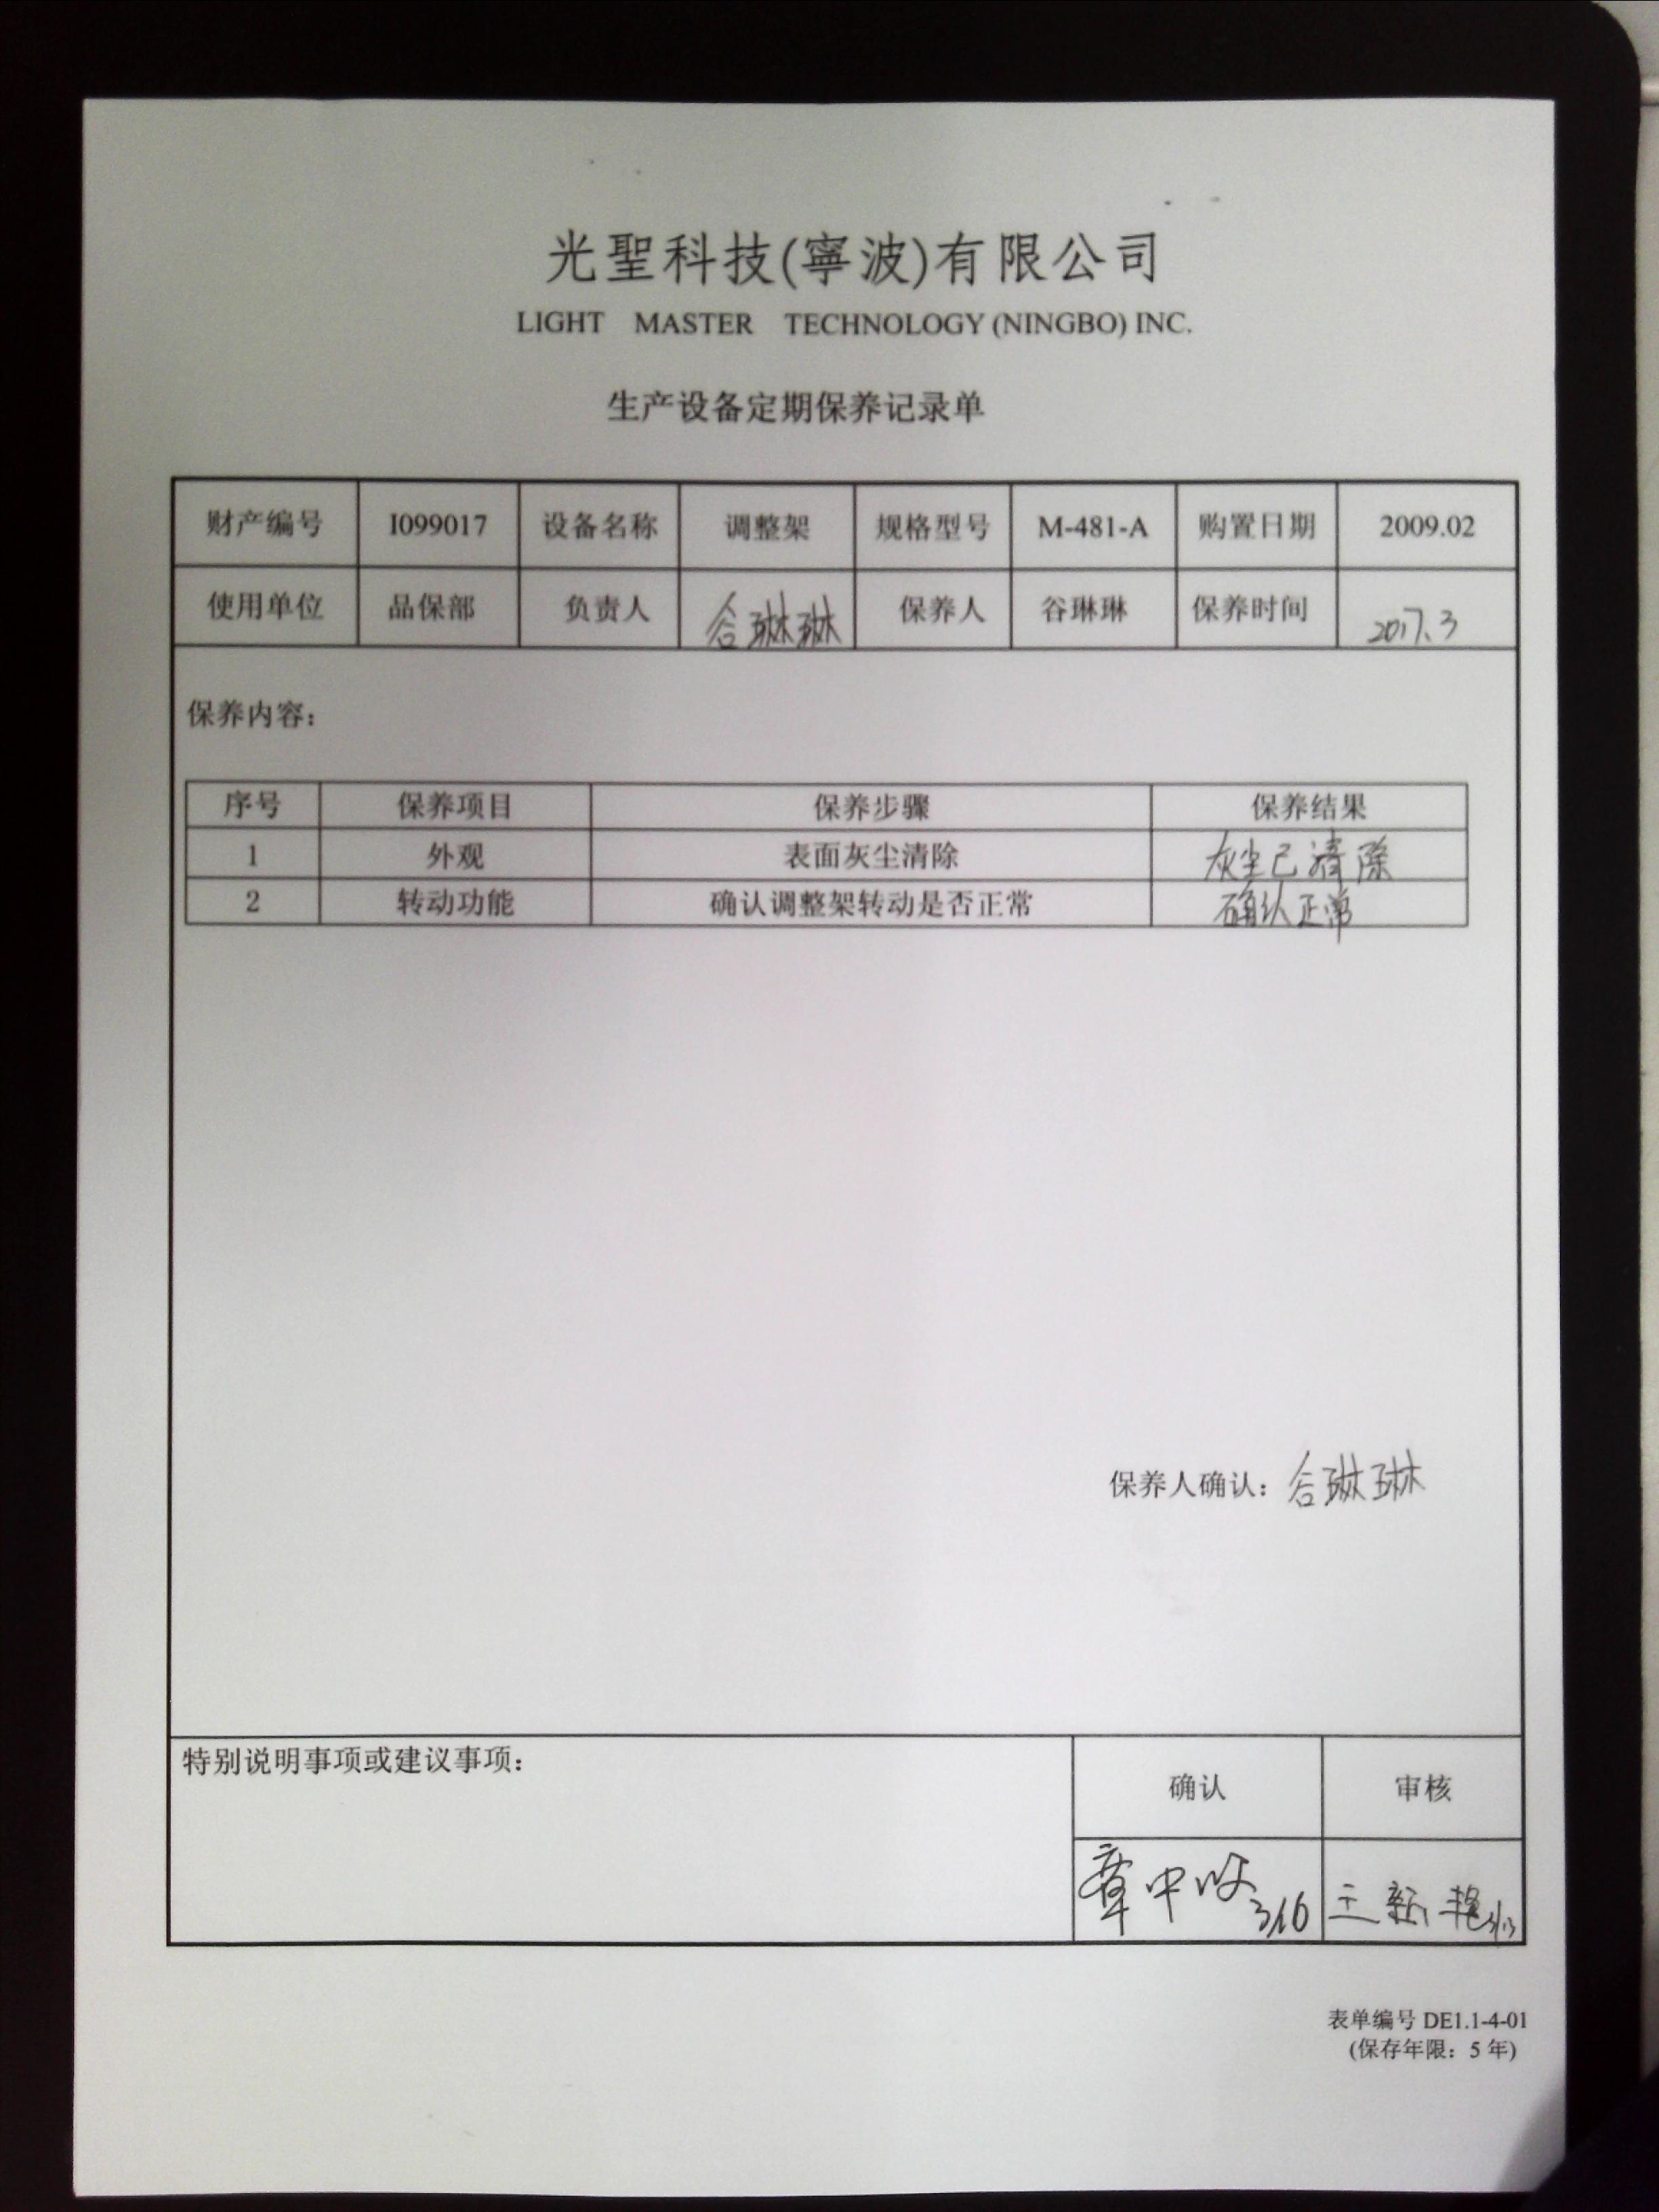 光聖科技(寧波)有限公司
LIGHT MASTER TECHNOLOGY (NINGBO) INC.
生产设备定期保养记录单
财产编号 I099017 设备名称 调整架 规格型号 M-481-A 购置日期 2009.02
使用单位 品保部 负责人 谷琳琳 保养人 谷琳琳 保养时间 2017.3
保养内容：
序号 保养项目 保养步骤 保养结果
1 外观 表面灰尘清除 灰尘已清除
2 转动功能 确认调整架转动是否正常 确认正常
保养人确认：谷琳琳
特别说明事项或建议事项：
确认 审核
章中 3.16 王新艳 3/13
表单编号 DE1.1-4-01
(保存年限：5 年)